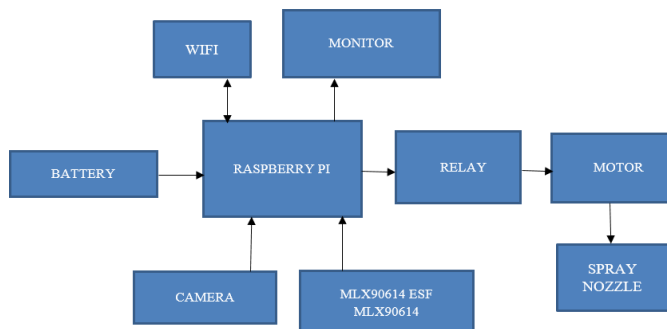 WIFI
MONITOR
BATTERY
RASPBERRY PI
RELAY
MOTOR
CAMERA
MLX90614 ESF
MLX90614
SPRAY
NOZZLE